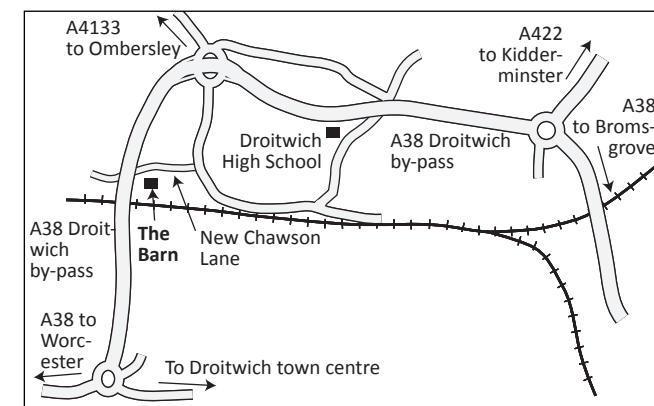 A4133
to Ombersley
A422
to Kidder-
minster
A38
to Broms-
grove
Droitwich
High School
A38 Droitwich
by-pass
A38 Droit-
wich
by-pass
The
Barn
New Chawson
Lane
A38 to
Worc-
ester
To Droitwich town centre